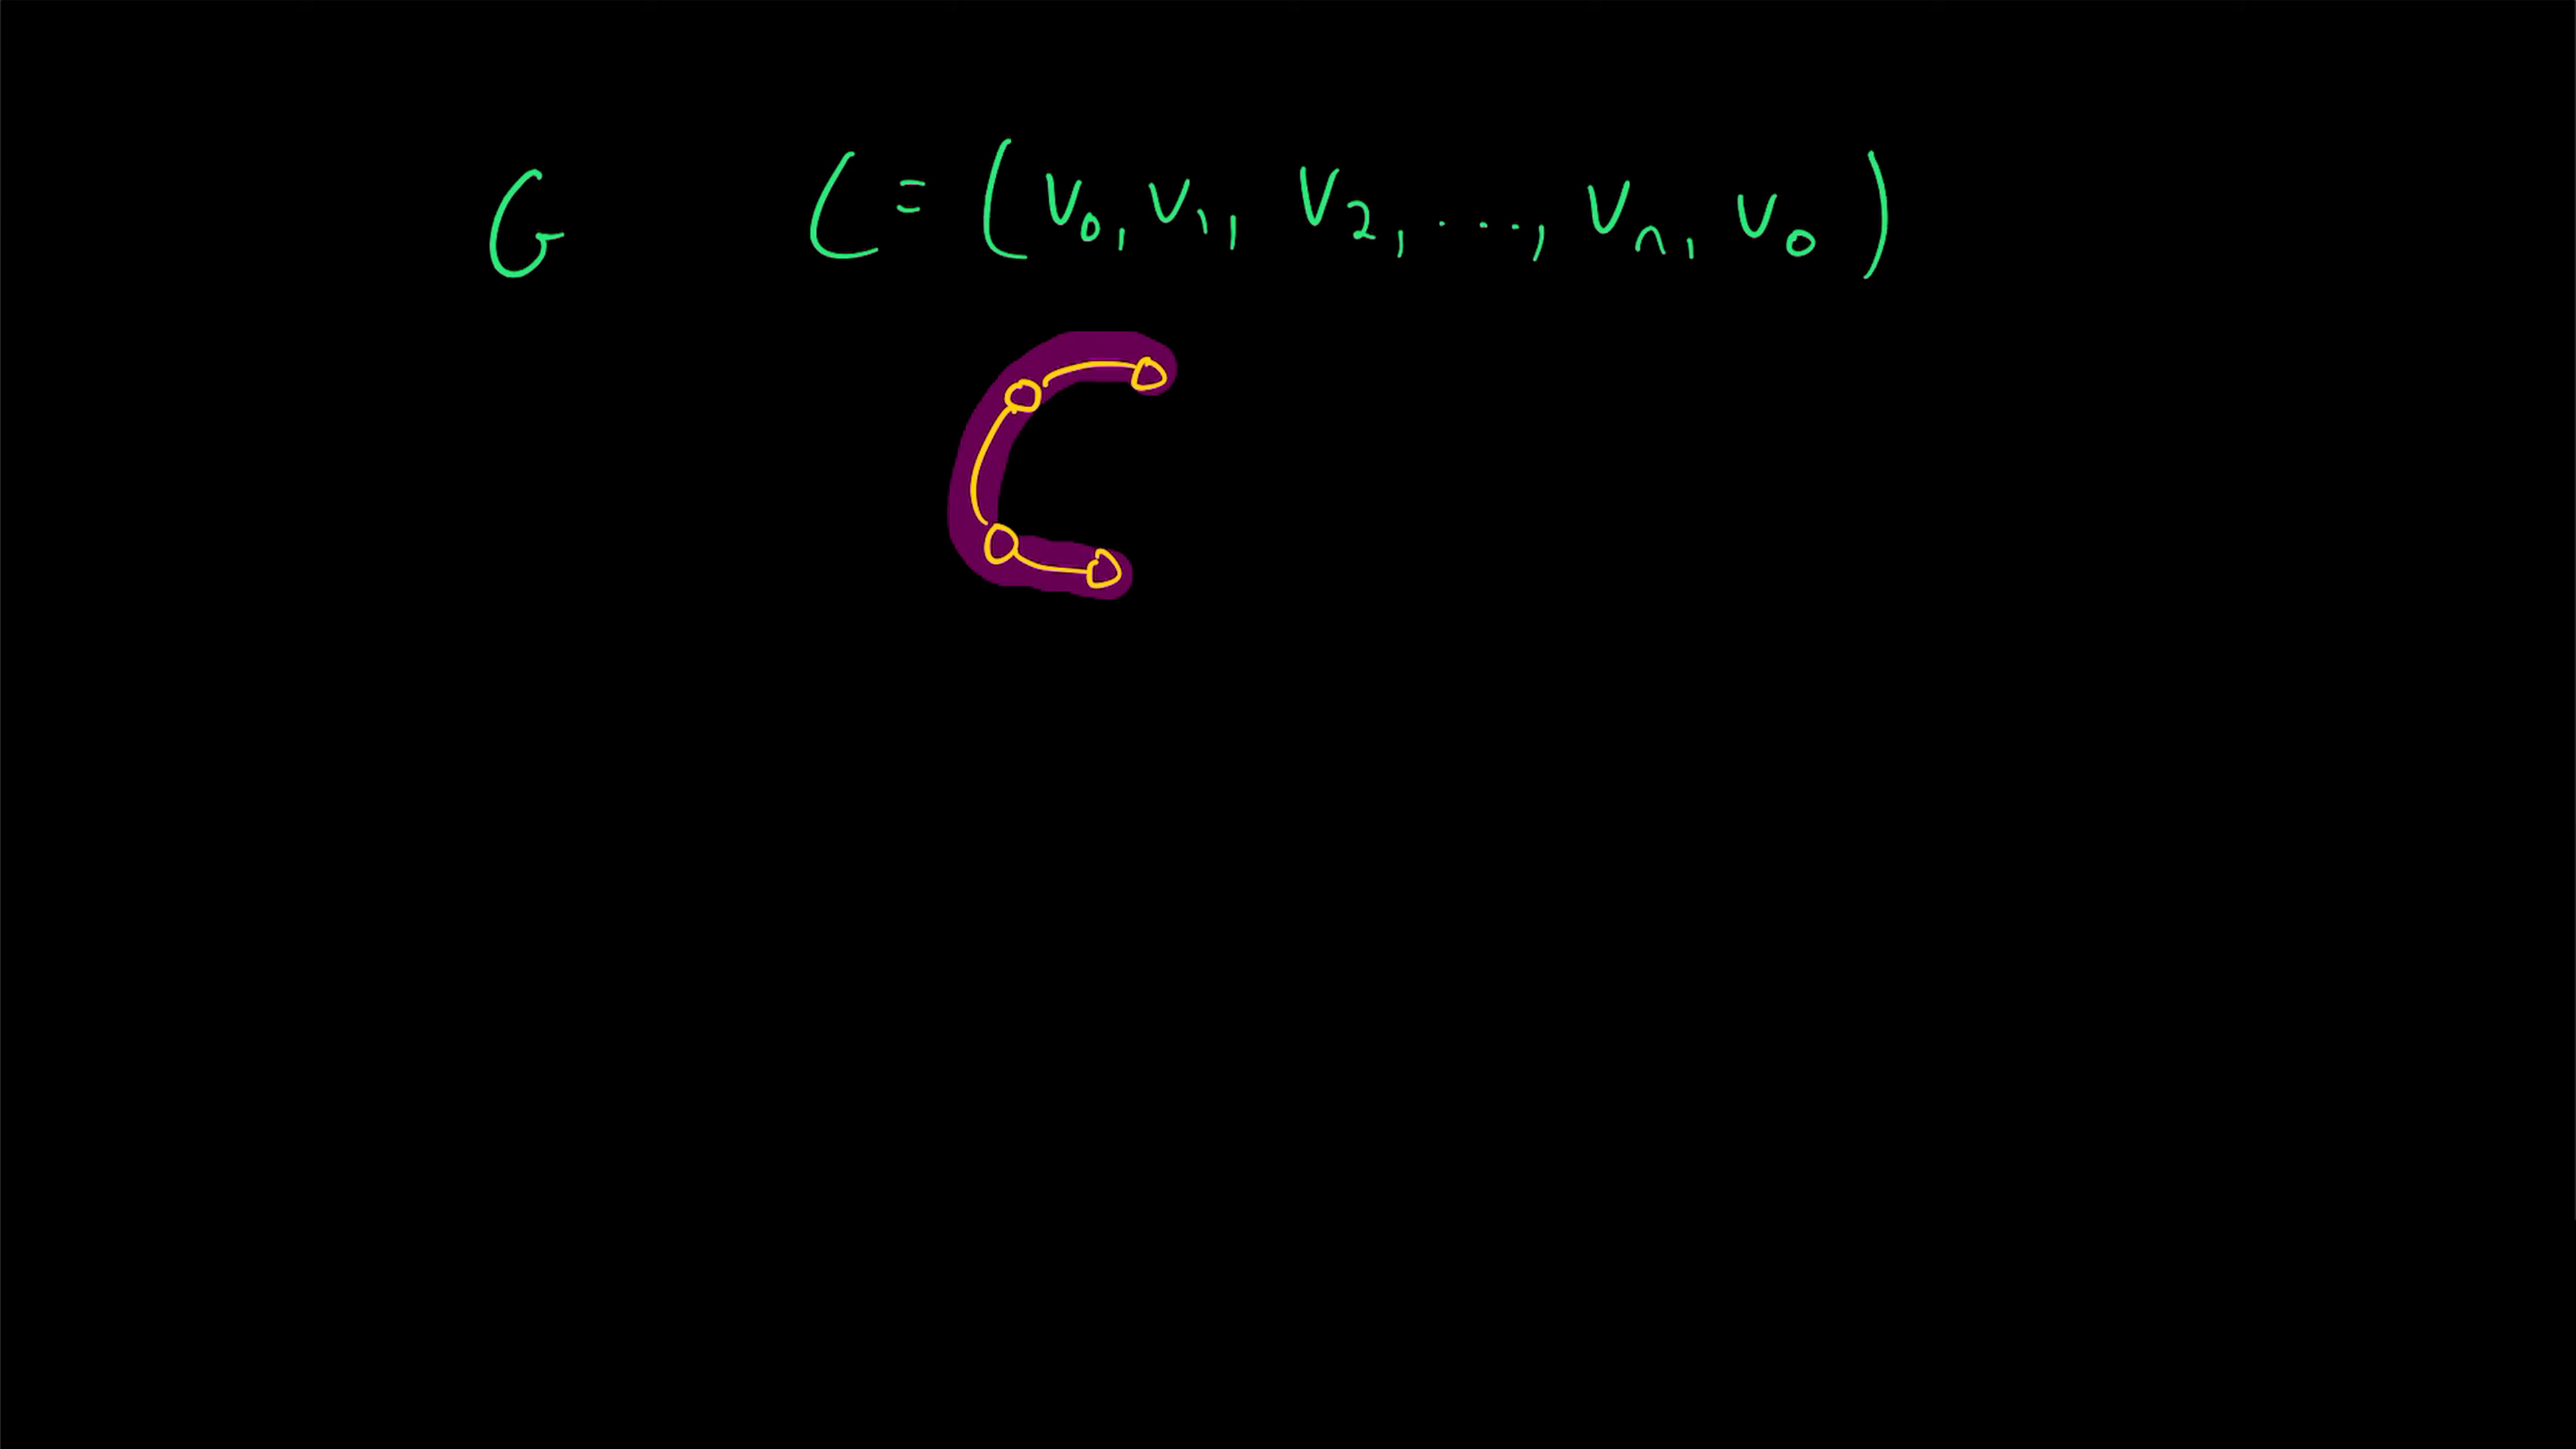 G C = (v₀, v₁, v₂, ..., vₙ, v₀)